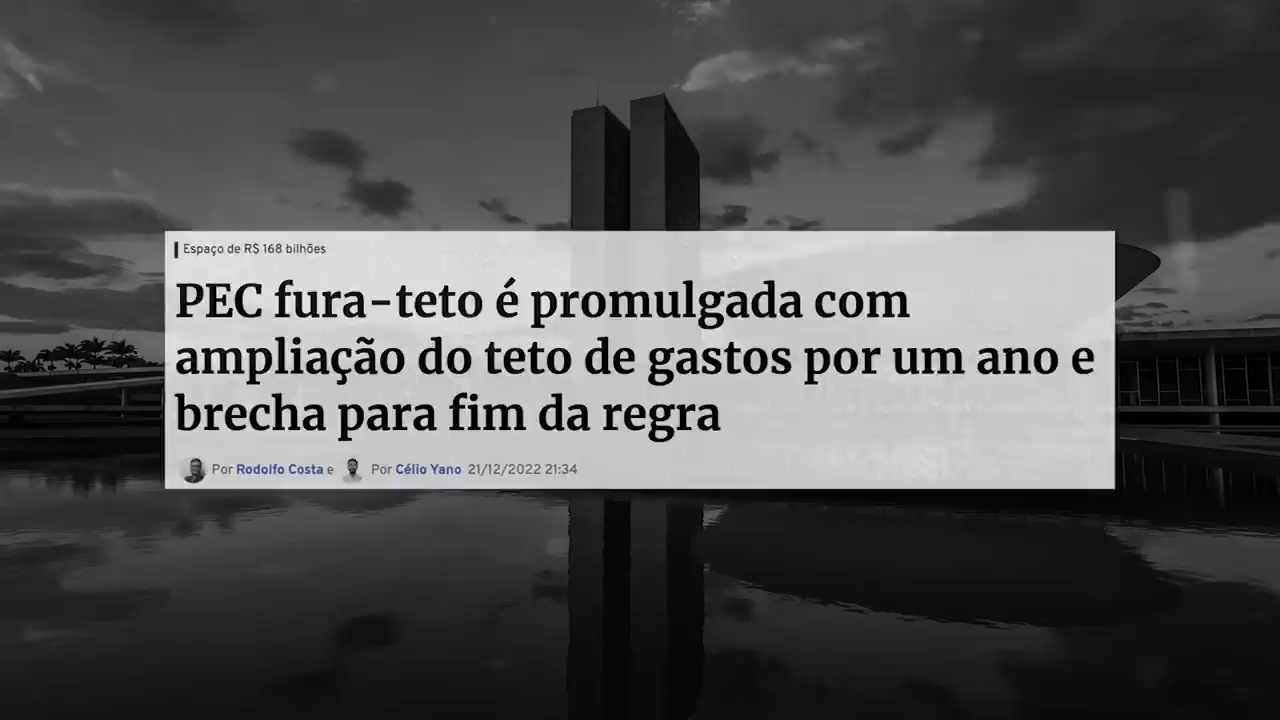 Espaço de R$ 168 bilhões
PEC fura-teto é promulgada com
ampliação do teto de gastos por um ano e
brecha para fim da regra
Por Rodolfo Costa e Por Célio Yano 21/12/2022 21:34